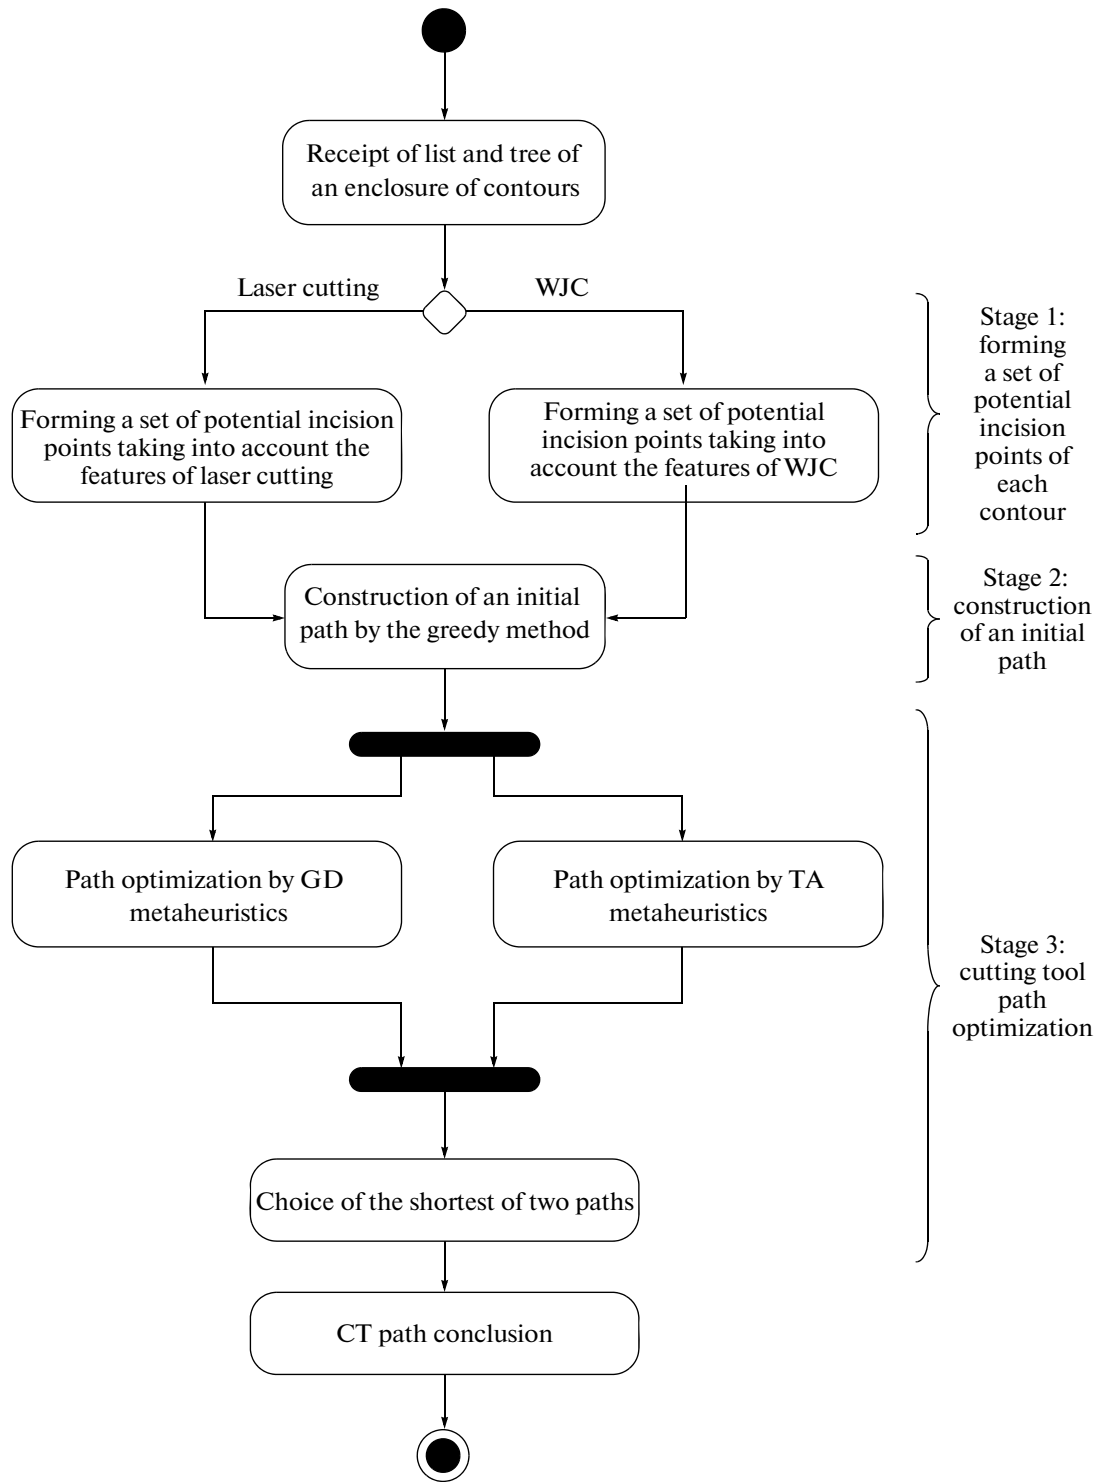 Receipt of list and tree of
an enclosure of contours
Laser cutting
WJC
Forming a set of potential incision
points taking into account the
features of laser cutting
Forming a set of potential
incision points taking into
account the features of WJC
Stage 1:
forming
a set of
potential
incision
points of
each
contour
Construction of an initial
path by the greedy method
Stage 2:
construction
of an initial
path
Path optimization by GD
metaheuristics
Path optimization by TA
metaheuristics
Stage 3:
cutting tool
path
optimization
Choice of the shortest of two paths
CT path conclusion